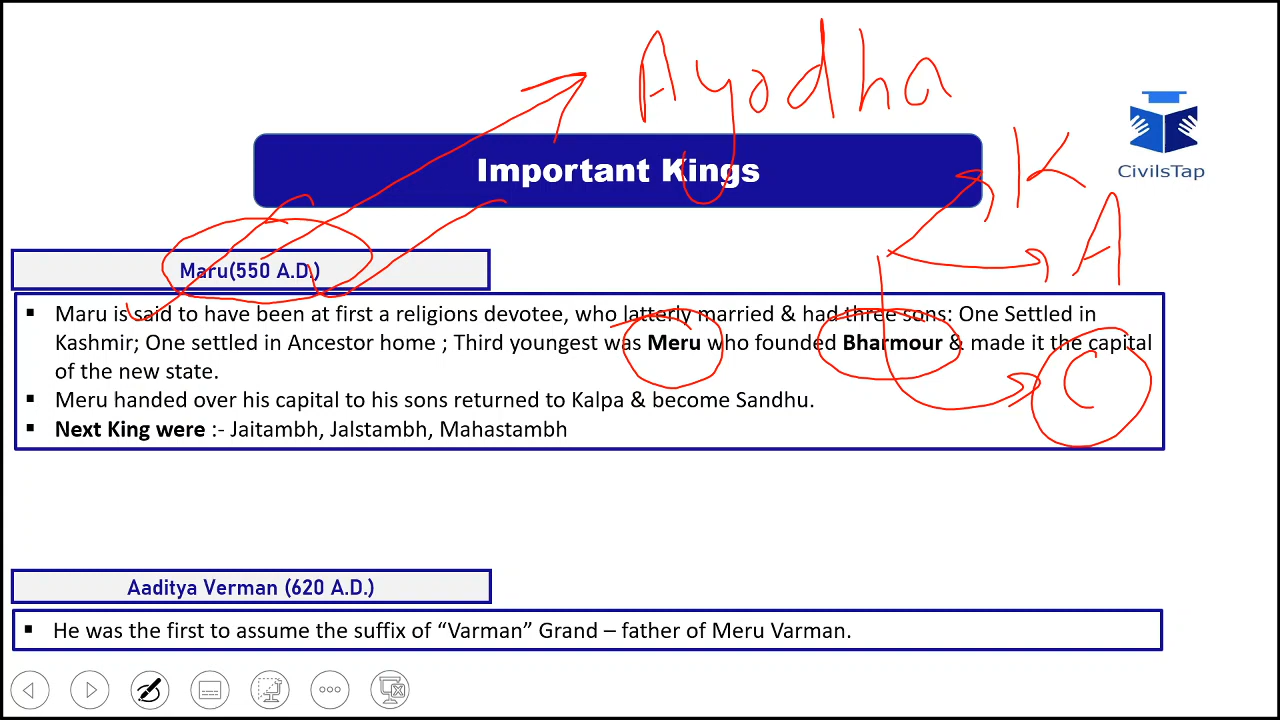 Ayodha
Important Kings
K
A
CivilsTap
Maru(550 A.D.)
▪ Maru is said to have been at first a religions devotee, who latterly married & had three sons: One Settled in
Kashmir; One settled in Ancestor home ; Third youngest was Meru who founded Bharmour & made it the capital
of the new state.
C
▪ Meru handed over his capital to his sons returned to Kalpa & become Sandhu.
▪ Next King were :- Jaitambh, Jalstambh, Mahastambh
Aaditya Verman (620 A.D.)
▪ He was the first to assume the suffix of “Varman” Grand – father of Meru Varman.